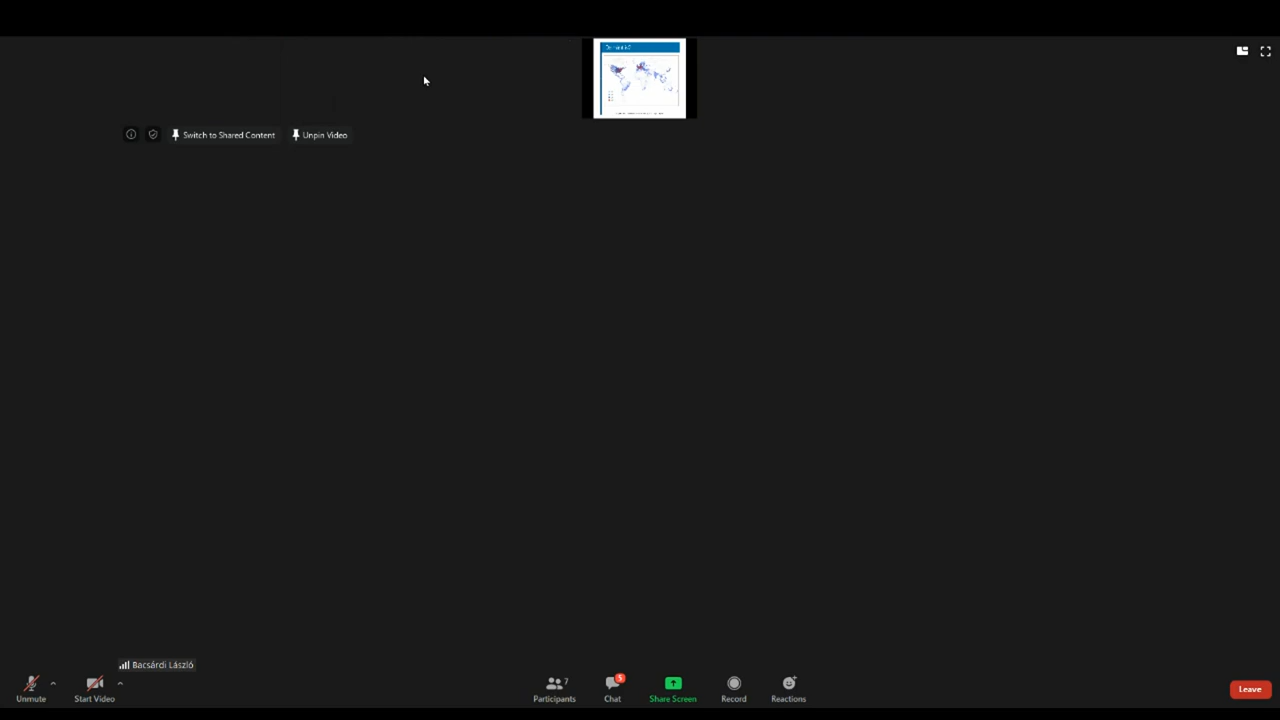 Switch to Shared Content
Unpin Video
Bacsárdi László
Unmute
Start Video
Participants
7
Chat
5
Share Screen
Record
Reactions
Leave